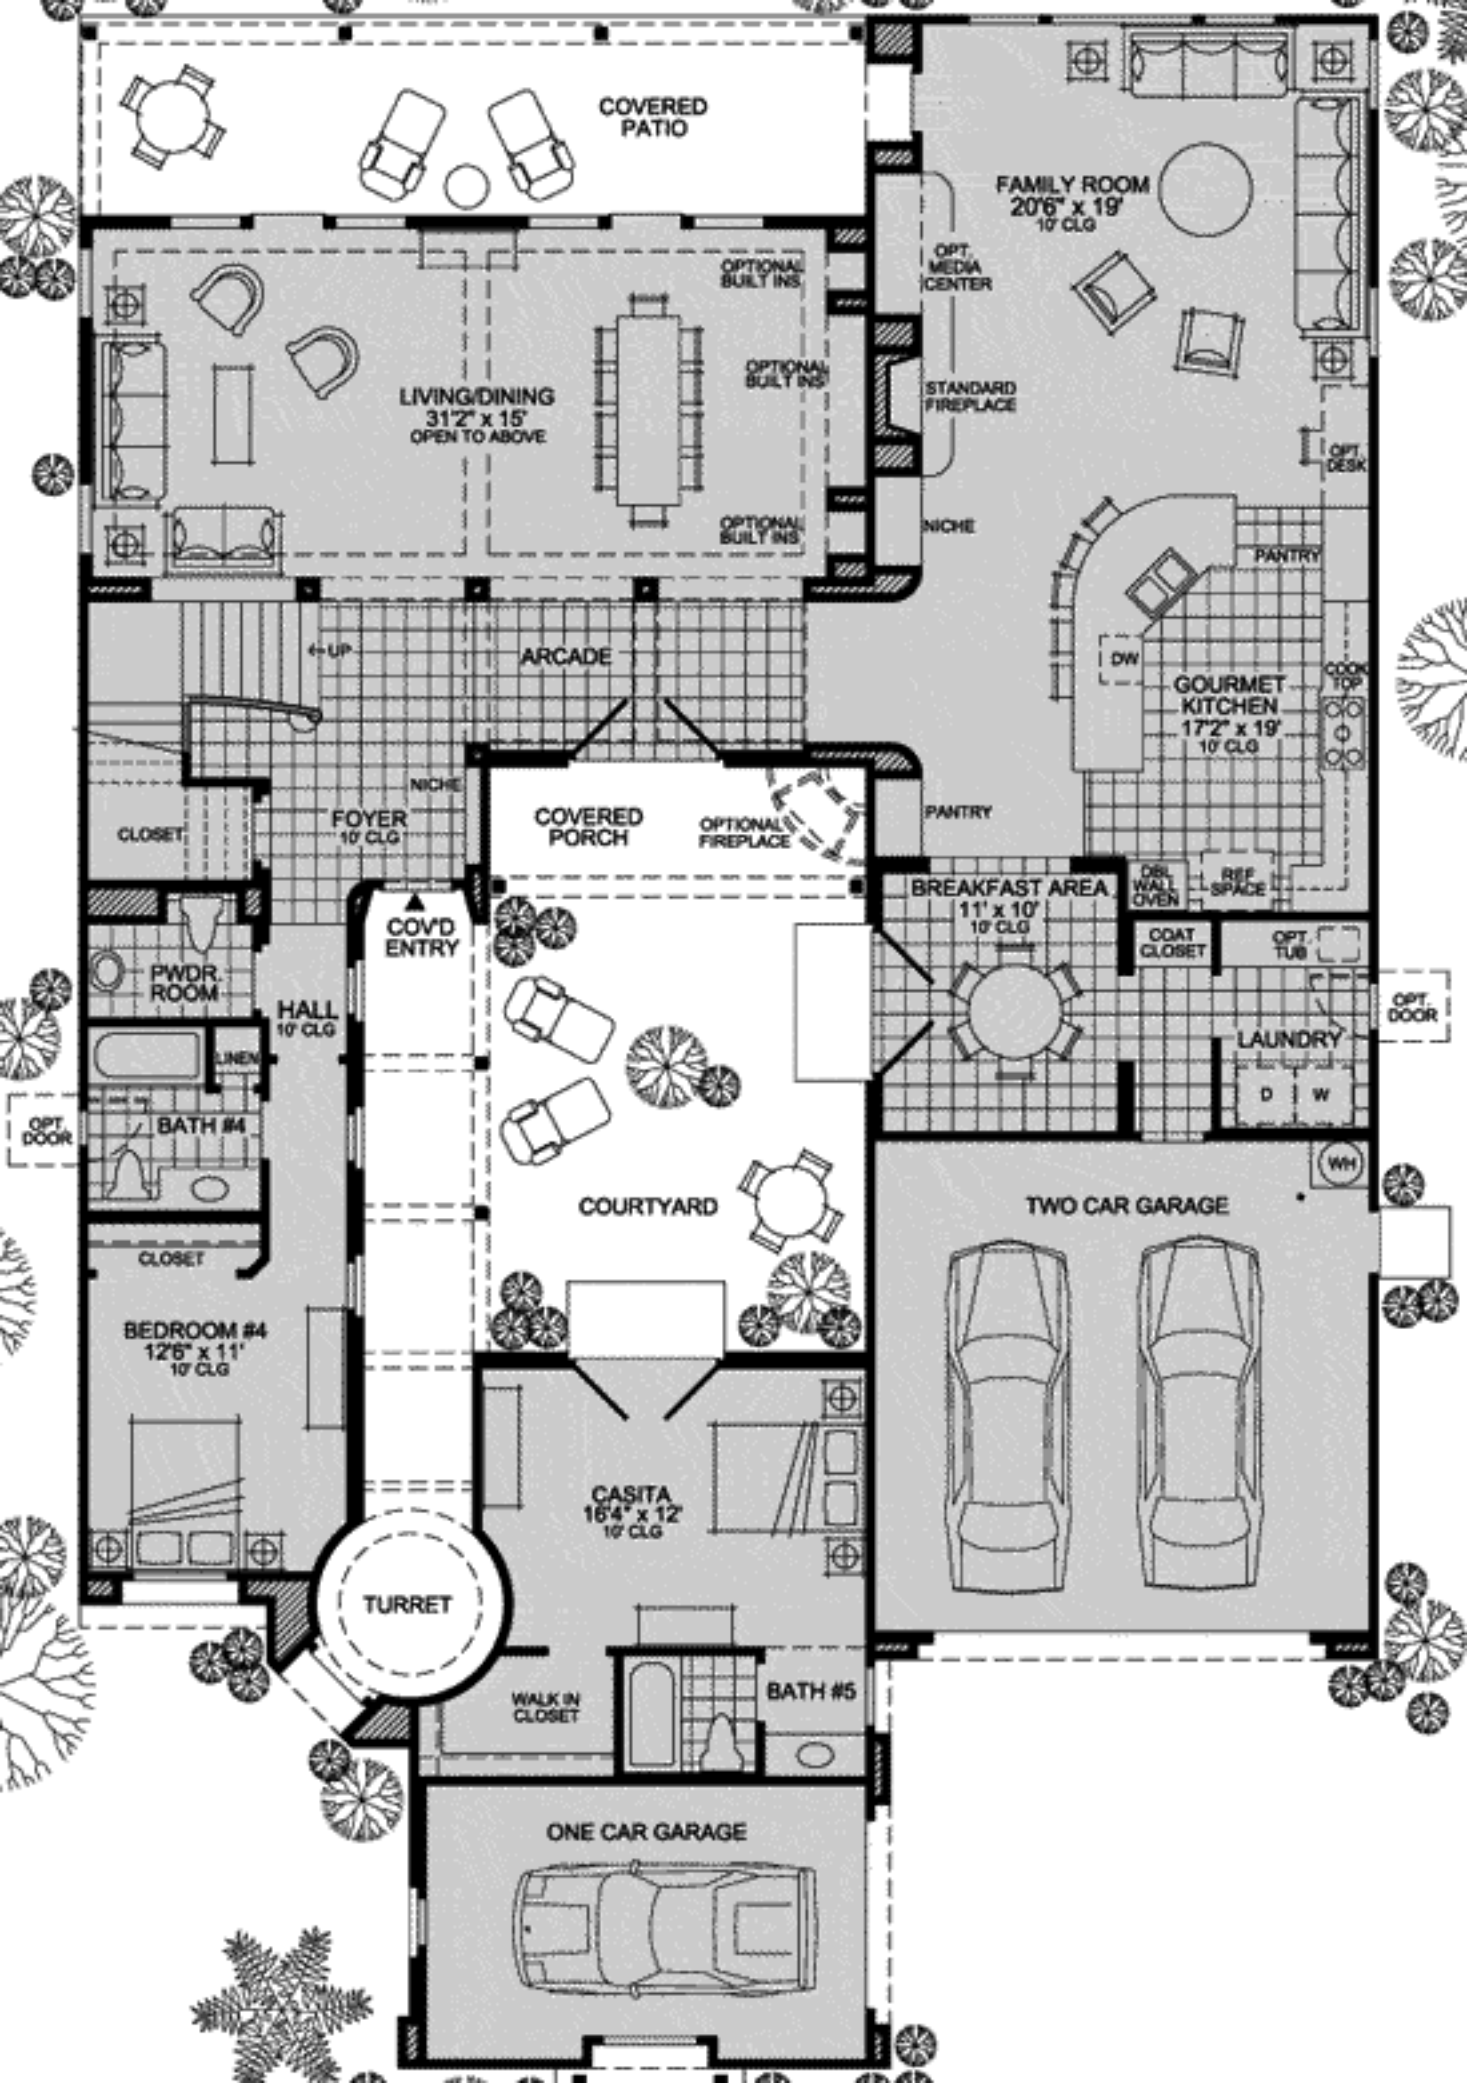 COVERED
PATIO
FAMILY ROOM
20'6" x 19'
10' CLG
OPT.
MEDIA
CENTER
OPTIONAL
BUILT INS
OPTIONAL
BUILT INS
STANDARD
FIREPLACE
LIVING/DINING
31'2" x 15'
OPEN TO ABOVE
OPT.
DESK
OPTIONAL
BUILT INS
NICHE
PANTRY
UP
ARCADE
DW
COOK
TOP
GOURMET
KITCHEN
17'2" x 19'
10' CLG
NICHE
FOYER
10' CLG
CLOSET
COVERED
PORCH
OPTIONAL
FIREPLACE
PANTRY
DBL
WALL
OVEN
REF
SPACE
BREAKFAST AREA
11' x 10'
10' CLG
COV'D
ENTRY
COAT
CLOSET
OPT.
TUB
PWDR.
ROOM
HALL
10' CLG
OPT.
DOOR
LAUNDRY
LINEN
D
W
OPT.
DOOR
BATH #4
WH
COURTYARD
TWO CAR GARAGE
CLOSET
BEDROOM #4
12'6" x 11'
10' CLG
CASITA
16'4" x 12'
10' CLG
TURRET
WALK IN
CLOSET
BATH #5
ONE CAR GARAGE